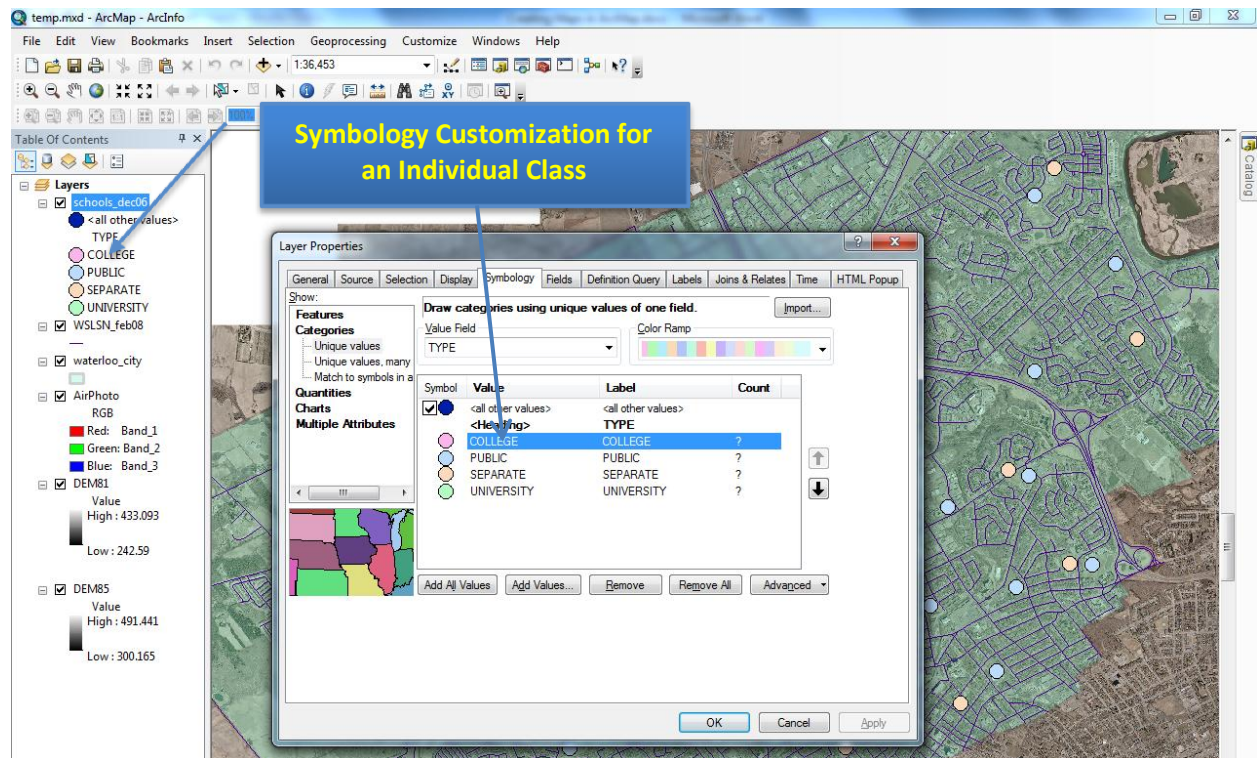 temp.mxd - ArcMap - ArcInfo
File Edit View Bookmarks Insert Selection Geoprocessing Customize Windows Help
1:36,453
100%
Symbology Customization for
an Individual Class
Table Of Contents
Layers
schools_dec06
<all other values>
TYPE
COLLEGE
PUBLIC
SEPARATE
UNIVERSITY
WSLSN_feb08
waterloo_city
AirPhoto
RGB
Red: Band_1
Green: Band_2
Blue: Band_3
DEM81
Value
High : 433.093
Low : 242.59
DEM85
Value
High : 491.441
Low : 300.165
Catalog
Layer Properties
General Source Selection Display Symbology Fields Definition Query Labels Joins & Relates Time HTML Popup
Show:
Features
Categories
Unique values
Unique values, many
Match to symbols in a
Quantities
Charts
Multiple Attributes
Draw categories using unique values of one field.
Import...
Value Field
Color Ramp
TYPE
Symbol Value Label Count
<all other values> <all other values>
<Heading> TYPE
COLLEGE COLLEGE ?
PUBLIC PUBLIC ?
SEPARATE SEPARATE ?
UNIVERSITY UNIVERSITY ?
Add All Values Add Values... Remove Remove All Advanced
OK Cancel Apply